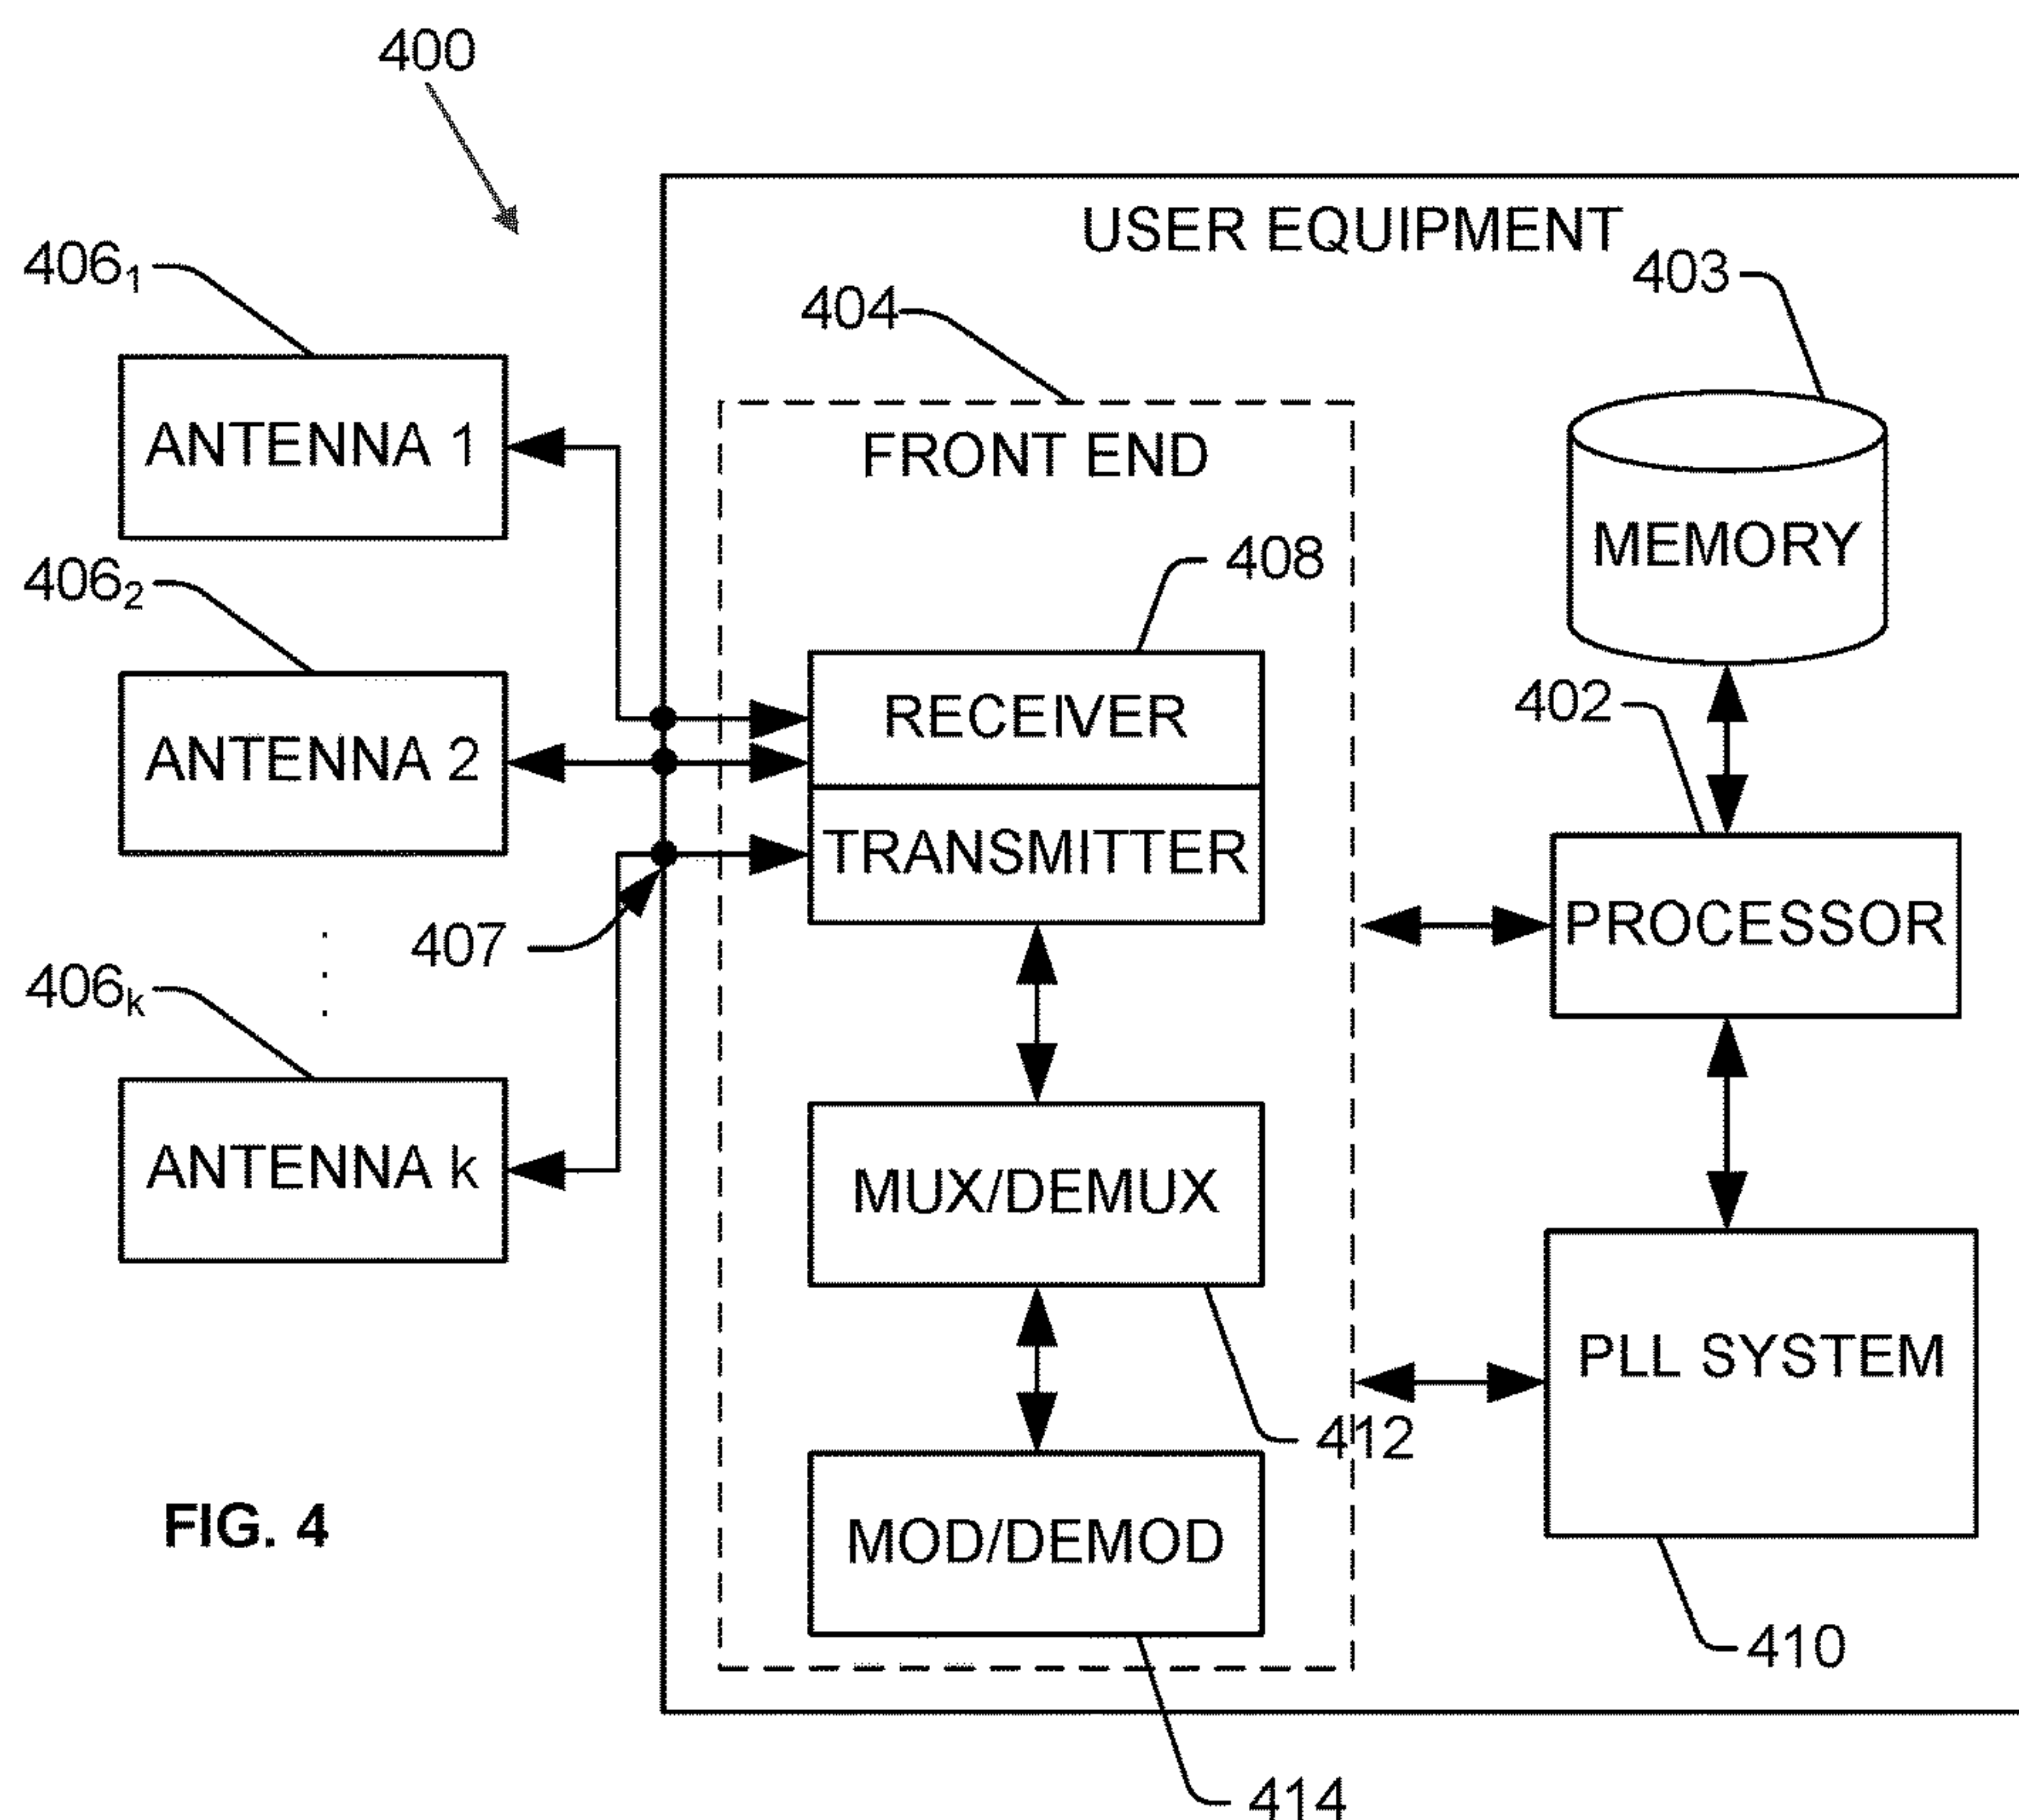 400
USER EQUIPMENT
406₁
404
403
ANTENNA 1
FRONT END
MEMORY
408
406₂
402
RECEIVER
ANTENNA 2
TRANSMITTER
PROCESSOR
407
406ₖ
ANTENNA k
MUX/DEMUX
PLL SYSTEM
412
FIG. 4
MOD/DEMOD
410
414